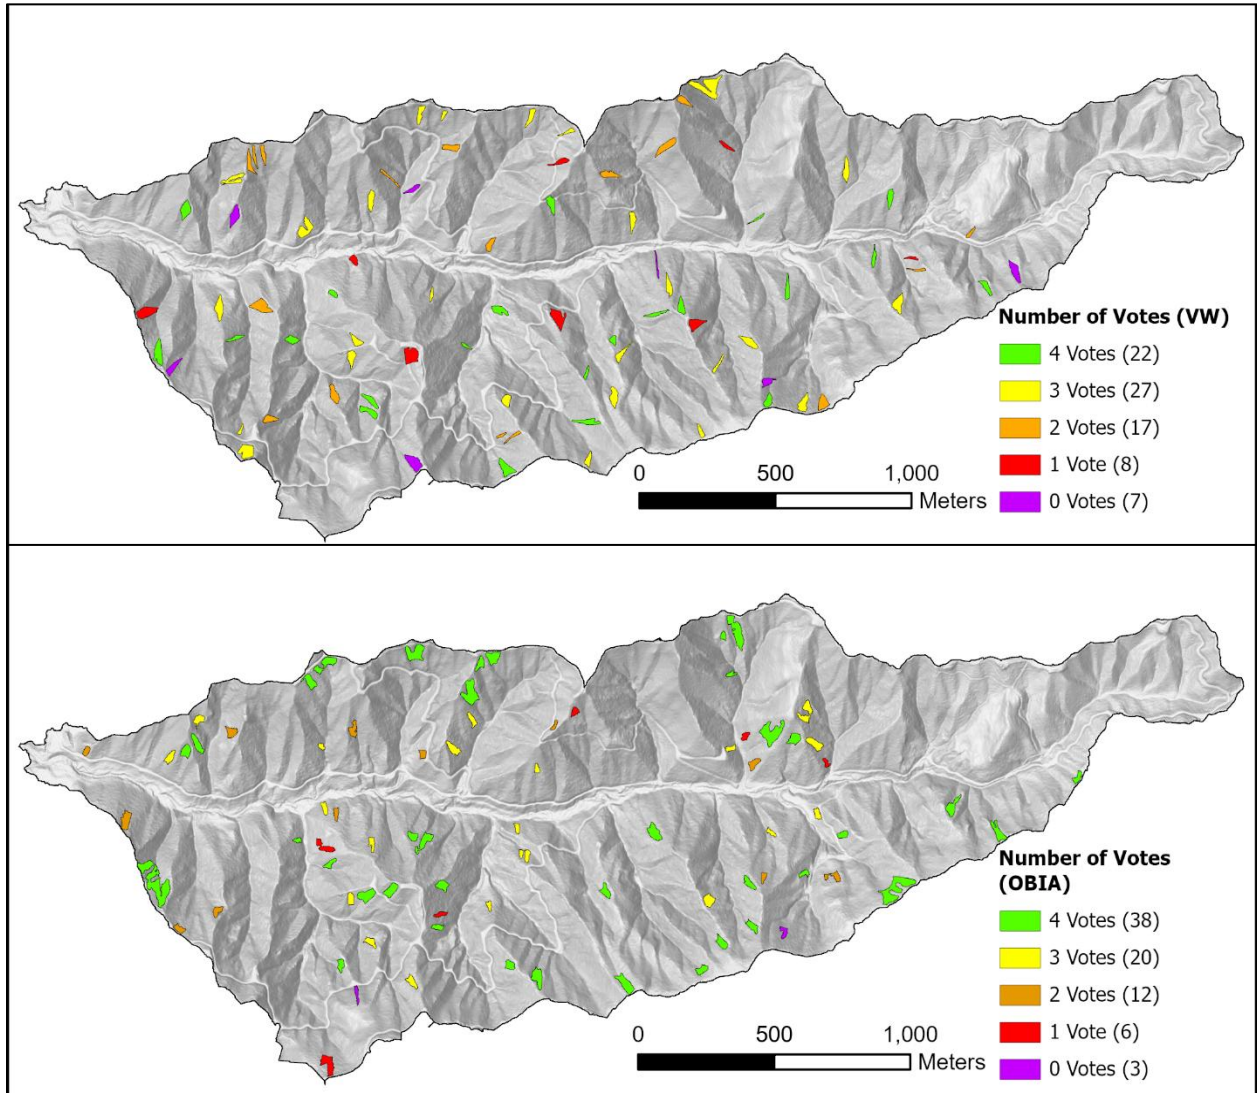 Number of Votes (VW)
4 Votes (22)
3 Votes (27)
2 Votes (17)
1 Vote (8)
0 Votes (7)
0 500 1,000
Meters
Number of Votes
(OBIA)
4 Votes (38)
3 Votes (20)
2 Votes (12)
1 Vote (6)
0 Votes (3)
0 500 1,000
Meters